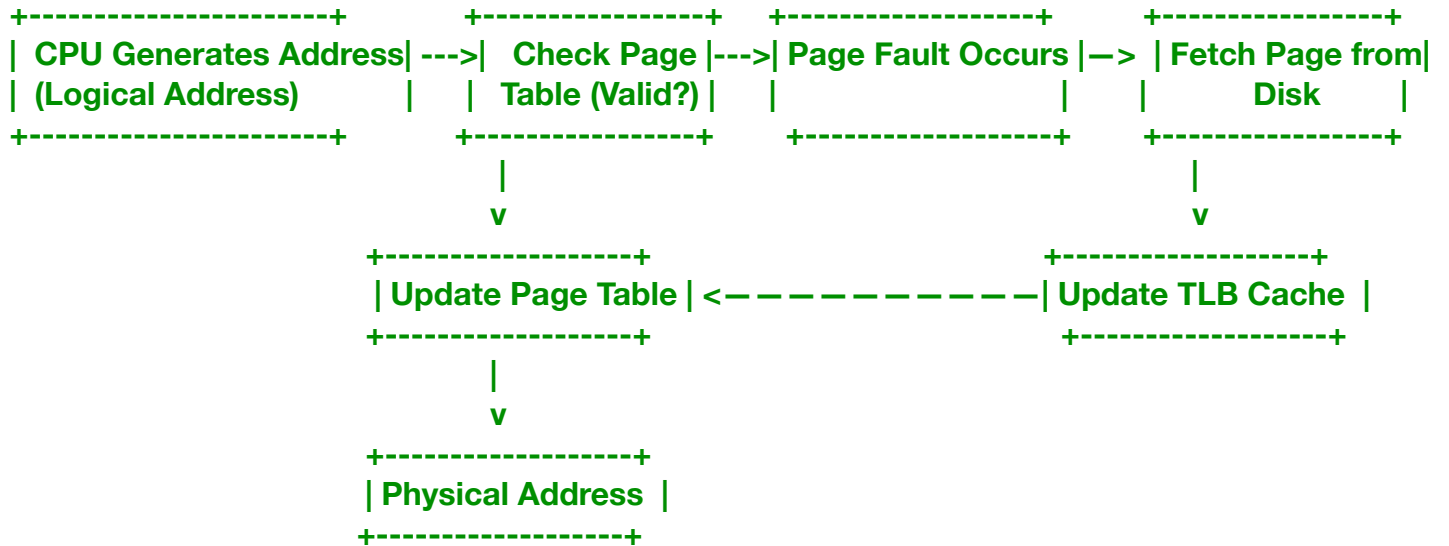 +-----------------------+ +-----------------+ +-------------------+ +-----------------+
| CPU Generates Address| --->| Check Page |--->| Page Fault Occurs |—> | Fetch Page from|
| (Logical Address) | | Table (Valid?) | | | | Disk |
+-----------------------+ +-----------------+ +-------------------+ +-----------------+
| |
v v
+-------------------+ +-------------------+
| Update Page Table | <— — — — — — — — — —| Update TLB Cache |
+-------------------+ +-------------------+
|
v
+-------------------+
| Physical Address |
+-------------------+